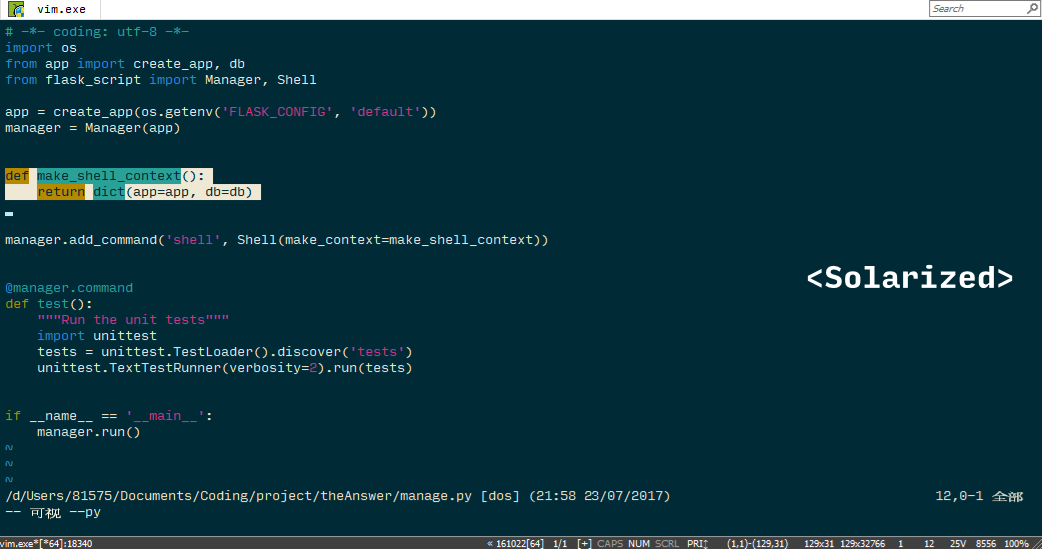 vim.exe
Search
# -*- coding: utf-8 -*-
import os
from app import create_app, db
from flask_script import Manager, Shell
app = create_app(os.getenv('FLASK_CONFIG', 'default'))
manager = Manager(app)
def make_shell_context():
    return dict(app=app, db=db)
manager.add_command('shell', Shell(make_context=make_shell_context))
<Solarized>
@manager.command
def test():
    """Run the unit tests"""
    import unittest
    tests = unittest.TestLoader().discover('tests')
    unittest.TextTestRunner(verbosity=2).run(tests)
if __name__ == '__main__':
    manager.run()
~
~
~
/d/Users/81575/Documents/Coding/project/theAnswer/manage.py [dos] (21:58 23/07/2017) 12,0-1 全部
-- 可视 --py
vim.exe*[*64]:18340 « 161022[64] 1/1 [+] CAPS NUM SCRL PRI↕ (1,1)-(129,31) 129x31 129x32766 1 12 25V 8556 100%